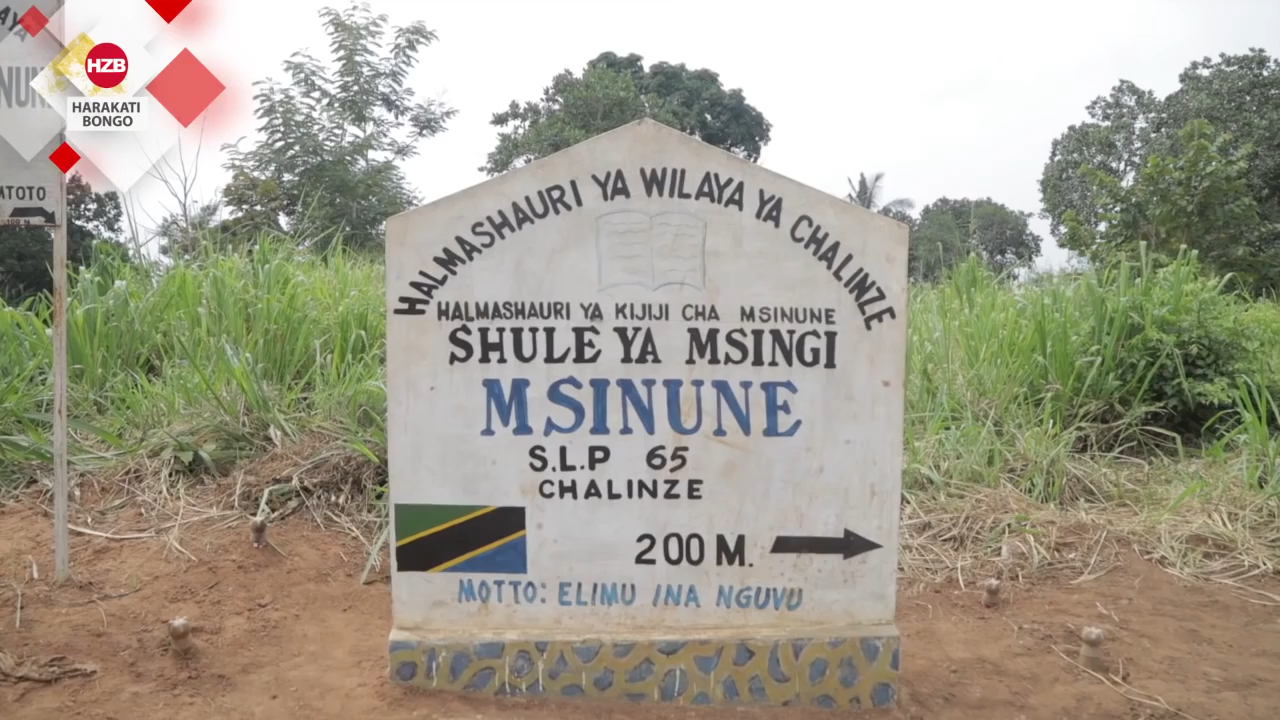 HZB
HARAKATI
BONGO
HALMASHAURI YA WILAYA YA CHALINZE
HALMASHAURI YA KIJIJI CHA MSINUNE
SHULE YA MSINGI
MSINUNE
S.L.P 65
CHALINZE
200 M.
MOTTO: ELIMU INA NGUVU